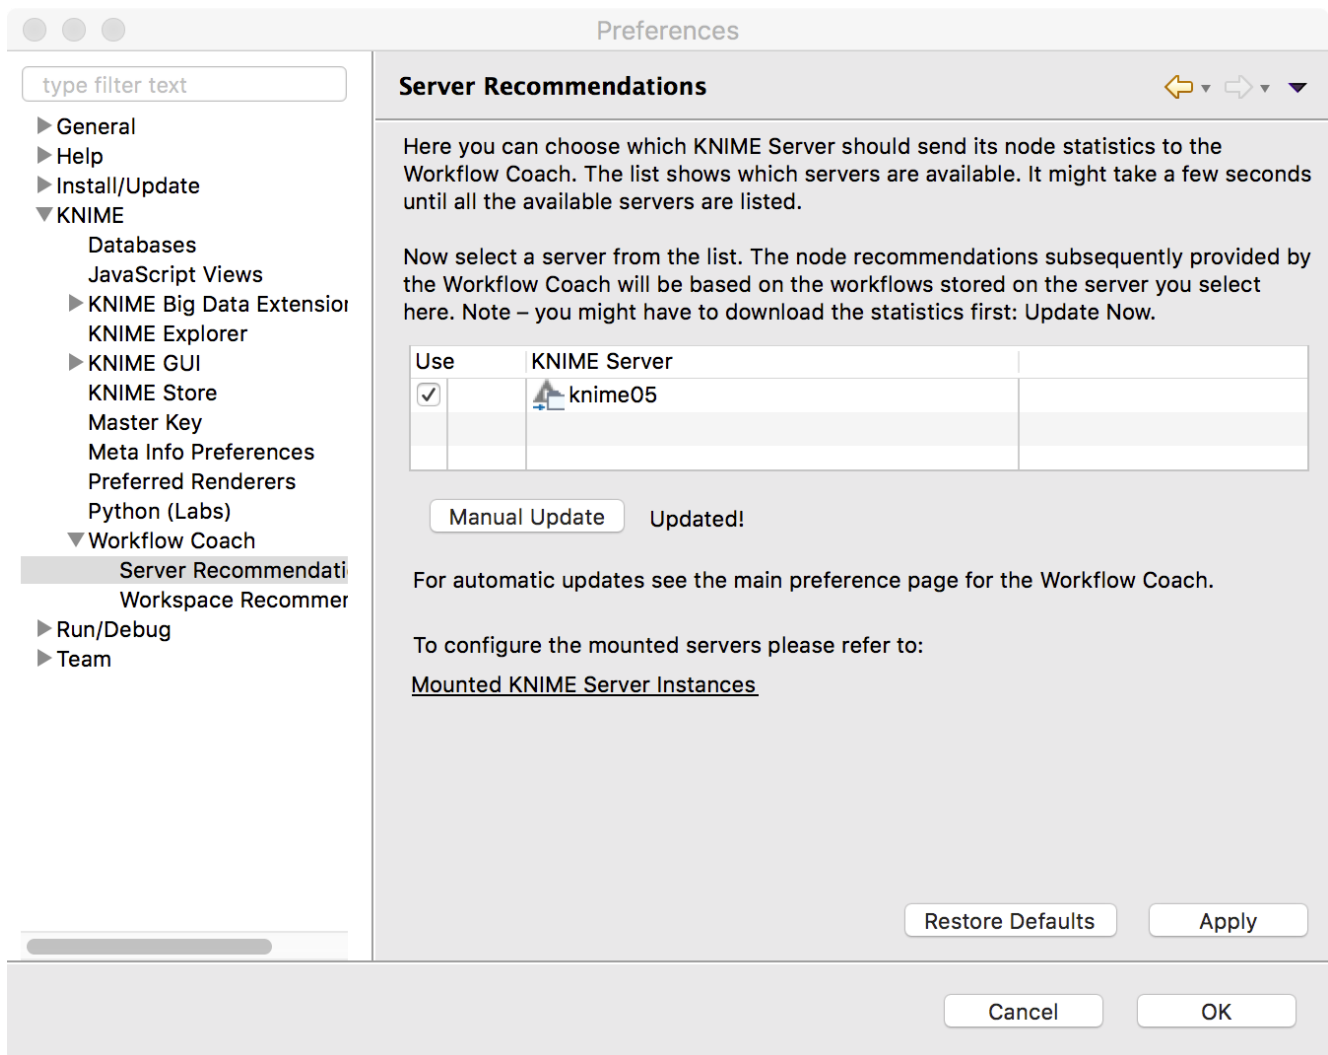 Preferences
type filter text
General
Help
Install/Update
KNIME
Databases
JavaScript Views
KNIME Big Data Extension
KNIME Explorer
KNIME GUI
KNIME Store
Master Key
Meta Info Preferences
Preferred Renderers
Python (Labs)
Workflow Coach
Server Recommendati
Workspace Recommer
Run/Debug
Team
Server Recommendations
Here you can choose which KNIME Server should send its node statistics to the
Workflow Coach. The list shows which servers are available. It might take a few seconds
until all the available servers are listed.
Now select a server from the list. The node recommendations subsequently provided by
the Workflow Coach will be based on the workflows stored on the server you select
here. Note – you might have to download the statistics first: Update Now.
Use KNIME Server
knime05
Manual Update Updated!
For automatic updates see the main preference page for the Workflow Coach.
To configure the mounted servers please refer to:
Mounted KNIME Server Instances
Restore Defaults Apply
Cancel OK